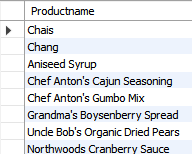 Productname
Chais
Chang
Aniseed Syrup
Chef Anton's Cajun Seasoning
Chef Anton's Gumbo Mix
Grandma's Boysenberry Spread
Uncle Bob's Organic Dried Pears
Northwoods Cranberry Sauce